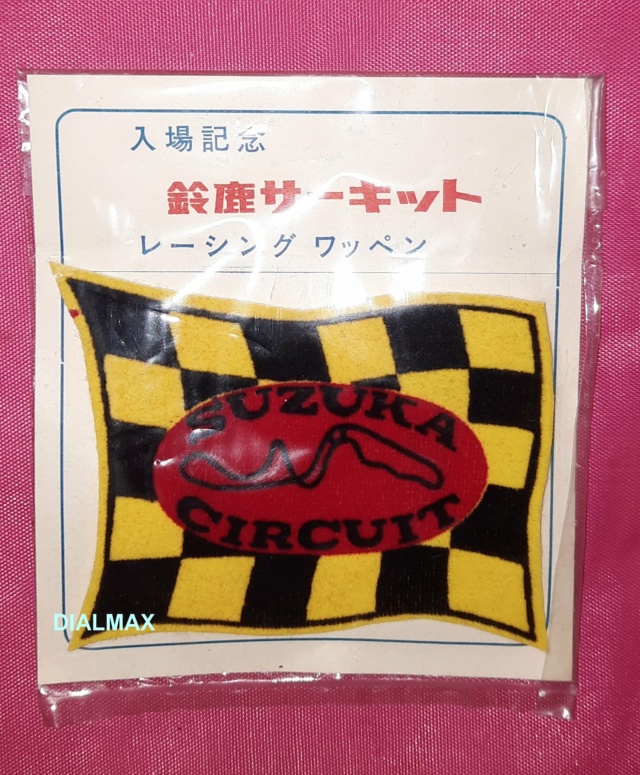 入場記念
鈴鹿サーキット
レーシング ワッペン
SUZUKA
CIRCUIT
DIALMAX